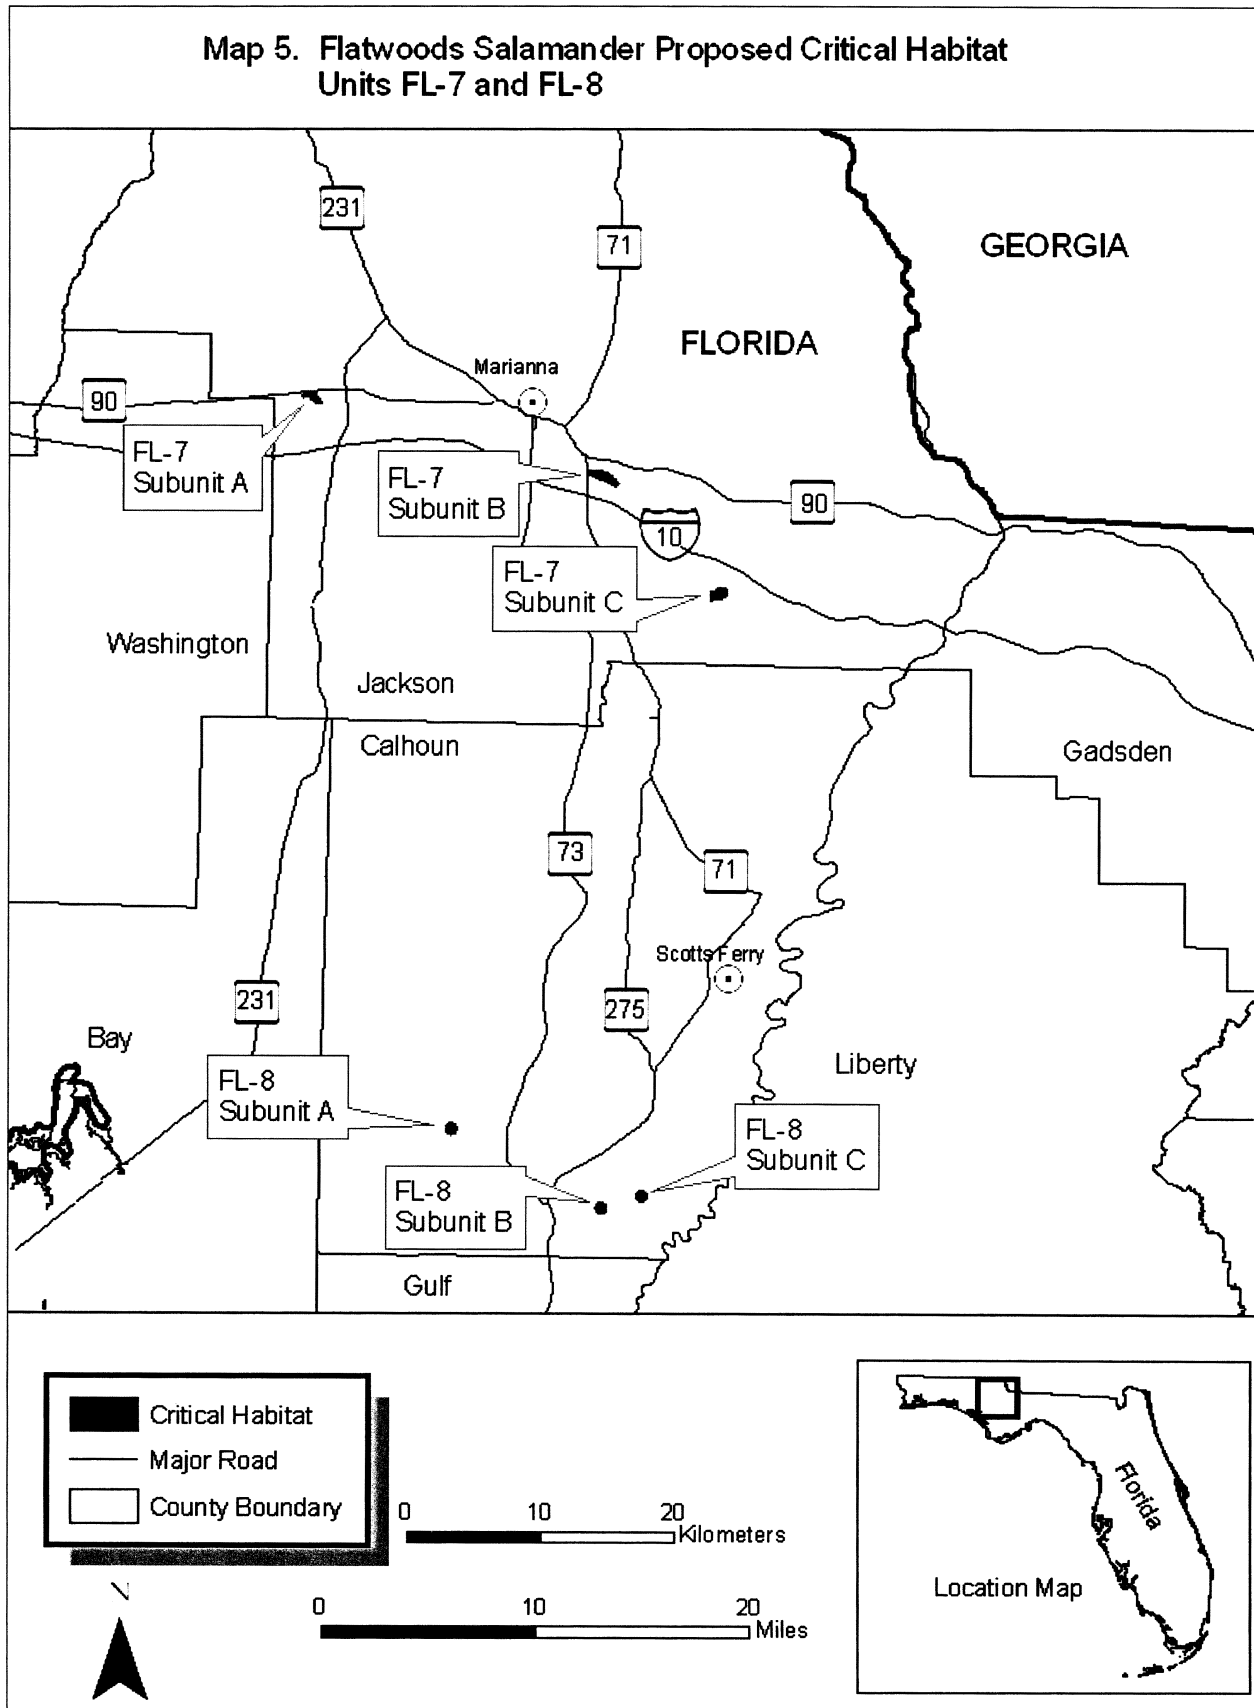 Map 5. Flatwoods Salamander Proposed Critical Habitat
Units FL-7 and FL-8
231
71
GEORGIA
FLORIDA
Marianna
90
FL-7
Subunit A
FL-7
Subunit B
90
10
FL-7
Subunit C
Washington
Jackson
Calhoun
Gadsden
73
71
Scotts Ferry
231
275
Bay
Liberty
FL-8
Subunit A
FL-8
Subunit C
FL-8
Subunit B
Gulf
Critical Habitat
Major Road
County Boundary
0 10 20
Kilometers
N
0 10 20
Miles
Florida
Location Map